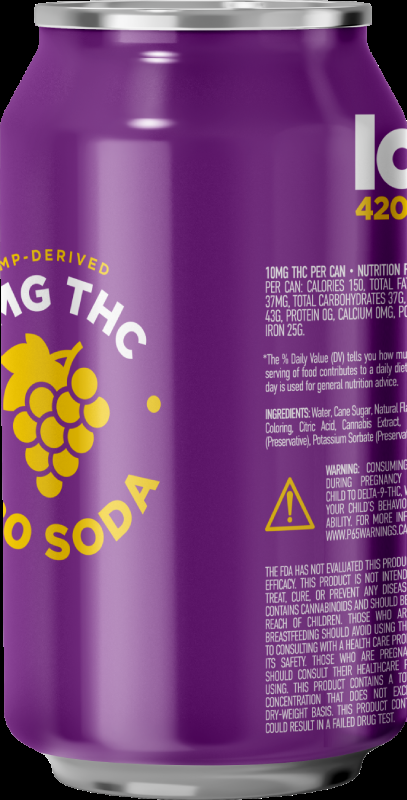 MP-DERIVED
MG THC
0 SODA
lo
420
10MG THC PER CAN • NUTRITION F
PER CAN: CALORIES 150, TOTAL FAT
37MG, TOTAL CARBOHYDRATES 37G,
43G, PROTEIN 0G, CALCIUM 0MG, PO
IRON 25G.
*The % Daily Value (DV) tells you how mu
serving of food contributes to a daily diet
day is used for general nutrition advice.
INGREDIENTS: Water, Cane Sugar, Natural Fla
Coloring, Citric Acid, Cannabis Extract,
(Preservative), Potassium Sorbate (Preservat
WARNING: CONSUMING
DURING PREGNANCY
CHILD TO DELTA-9-THC, W
YOUR CHILD'S BEHAVIO
ABILITY. FOR MORE INF
WWW.P65WARNINGS.CA
THE FDA HAS NOT EVALUATED THIS PRODU
EFFICACY. THIS PRODUCT IS NOT INTEND
TREAT, CURE, OR PREVENT ANY DISEAS
CONTAINS CANNABINOIDS AND SHOULD BE
REACH OF CHILDREN. THOSE WHO AR
BREASTFEEDING SHOULD AVOID USING TH
TO CONSULTING WITH A HEALTH CARE PRO
ITS SAFETY. THOSE WHO ARE PREGNA
SHOULD CONSULT THEIR HEALTHCARE P
USING. THIS PRODUCT CONTAINS A TO
CONCENTRATION THAT DOES NOT EXC
DRY-WEIGHT BASIS. THIS PRODUCT CON
COULD RESULT IN A FAILED DRUG TEST.